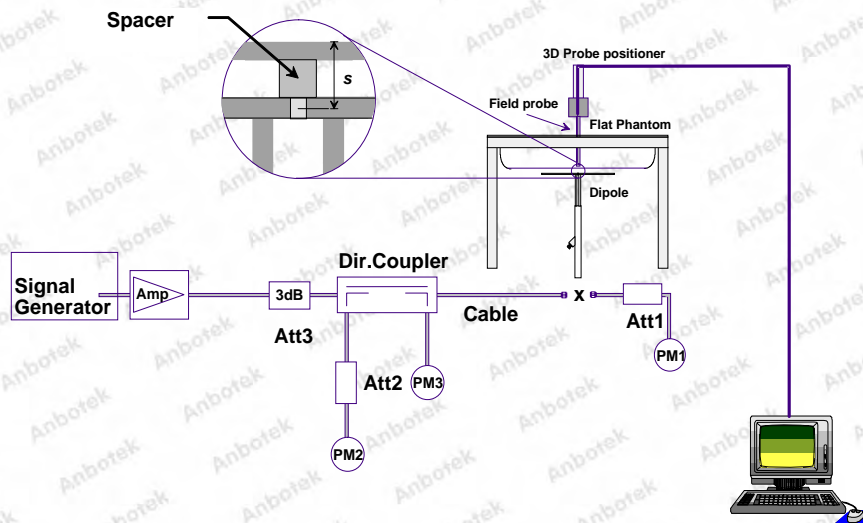 Spacer
s
3D Probe positioner
Field probe
Flat Phantom
Dipole
Dir.Coupler
Signal
Generator
Amp
3dB
Att3
Cable
x
Att1
PM1
Att2
PM3
PM2
Anbotek